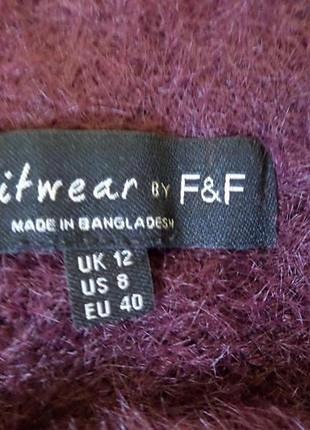 itwear BY F&F
MADE IN BANGLADESH
UK 12
US 8
EU 40